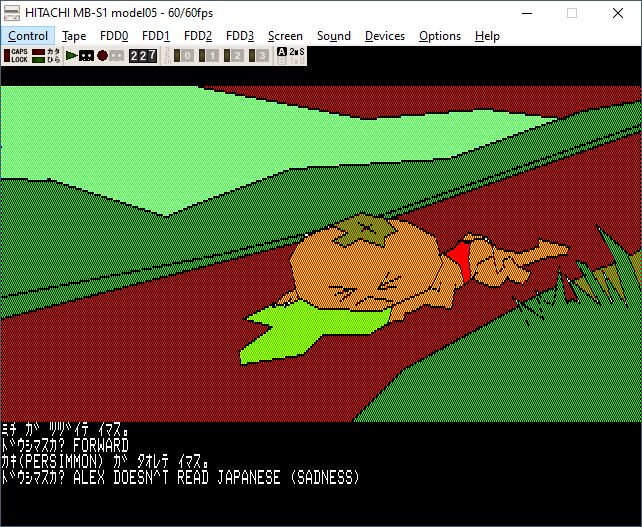 HITACHI MB-S1 model05 - 60/60fps
Control Tape FDD0 FDD1 FDD2 FDD3 Screen Sound Devices Options Help
CAPS LOCK カタ ひら 227 0 1 2 3 A 2MS
ミチ ガ ツヅイテ イマス。
ドウシマスカ? FORWARD
カキ(PERSIMMON) ガ タオレテ イマス。
ドウシマスカ? ALEX DOESN^T READ JAPANESE (SADNESS)